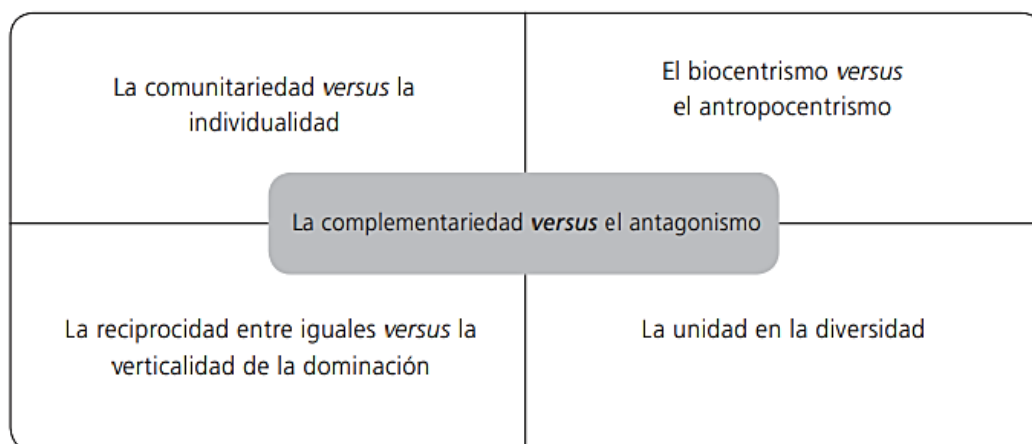 La comunitariedad versus la
individualidad
El biocentrismo versus
el antropocentrismo
La complementariedad versus el antagonismo
La reciprocidad entre iguales versus la
verticalidad de la dominación
La unidad en la diversidad